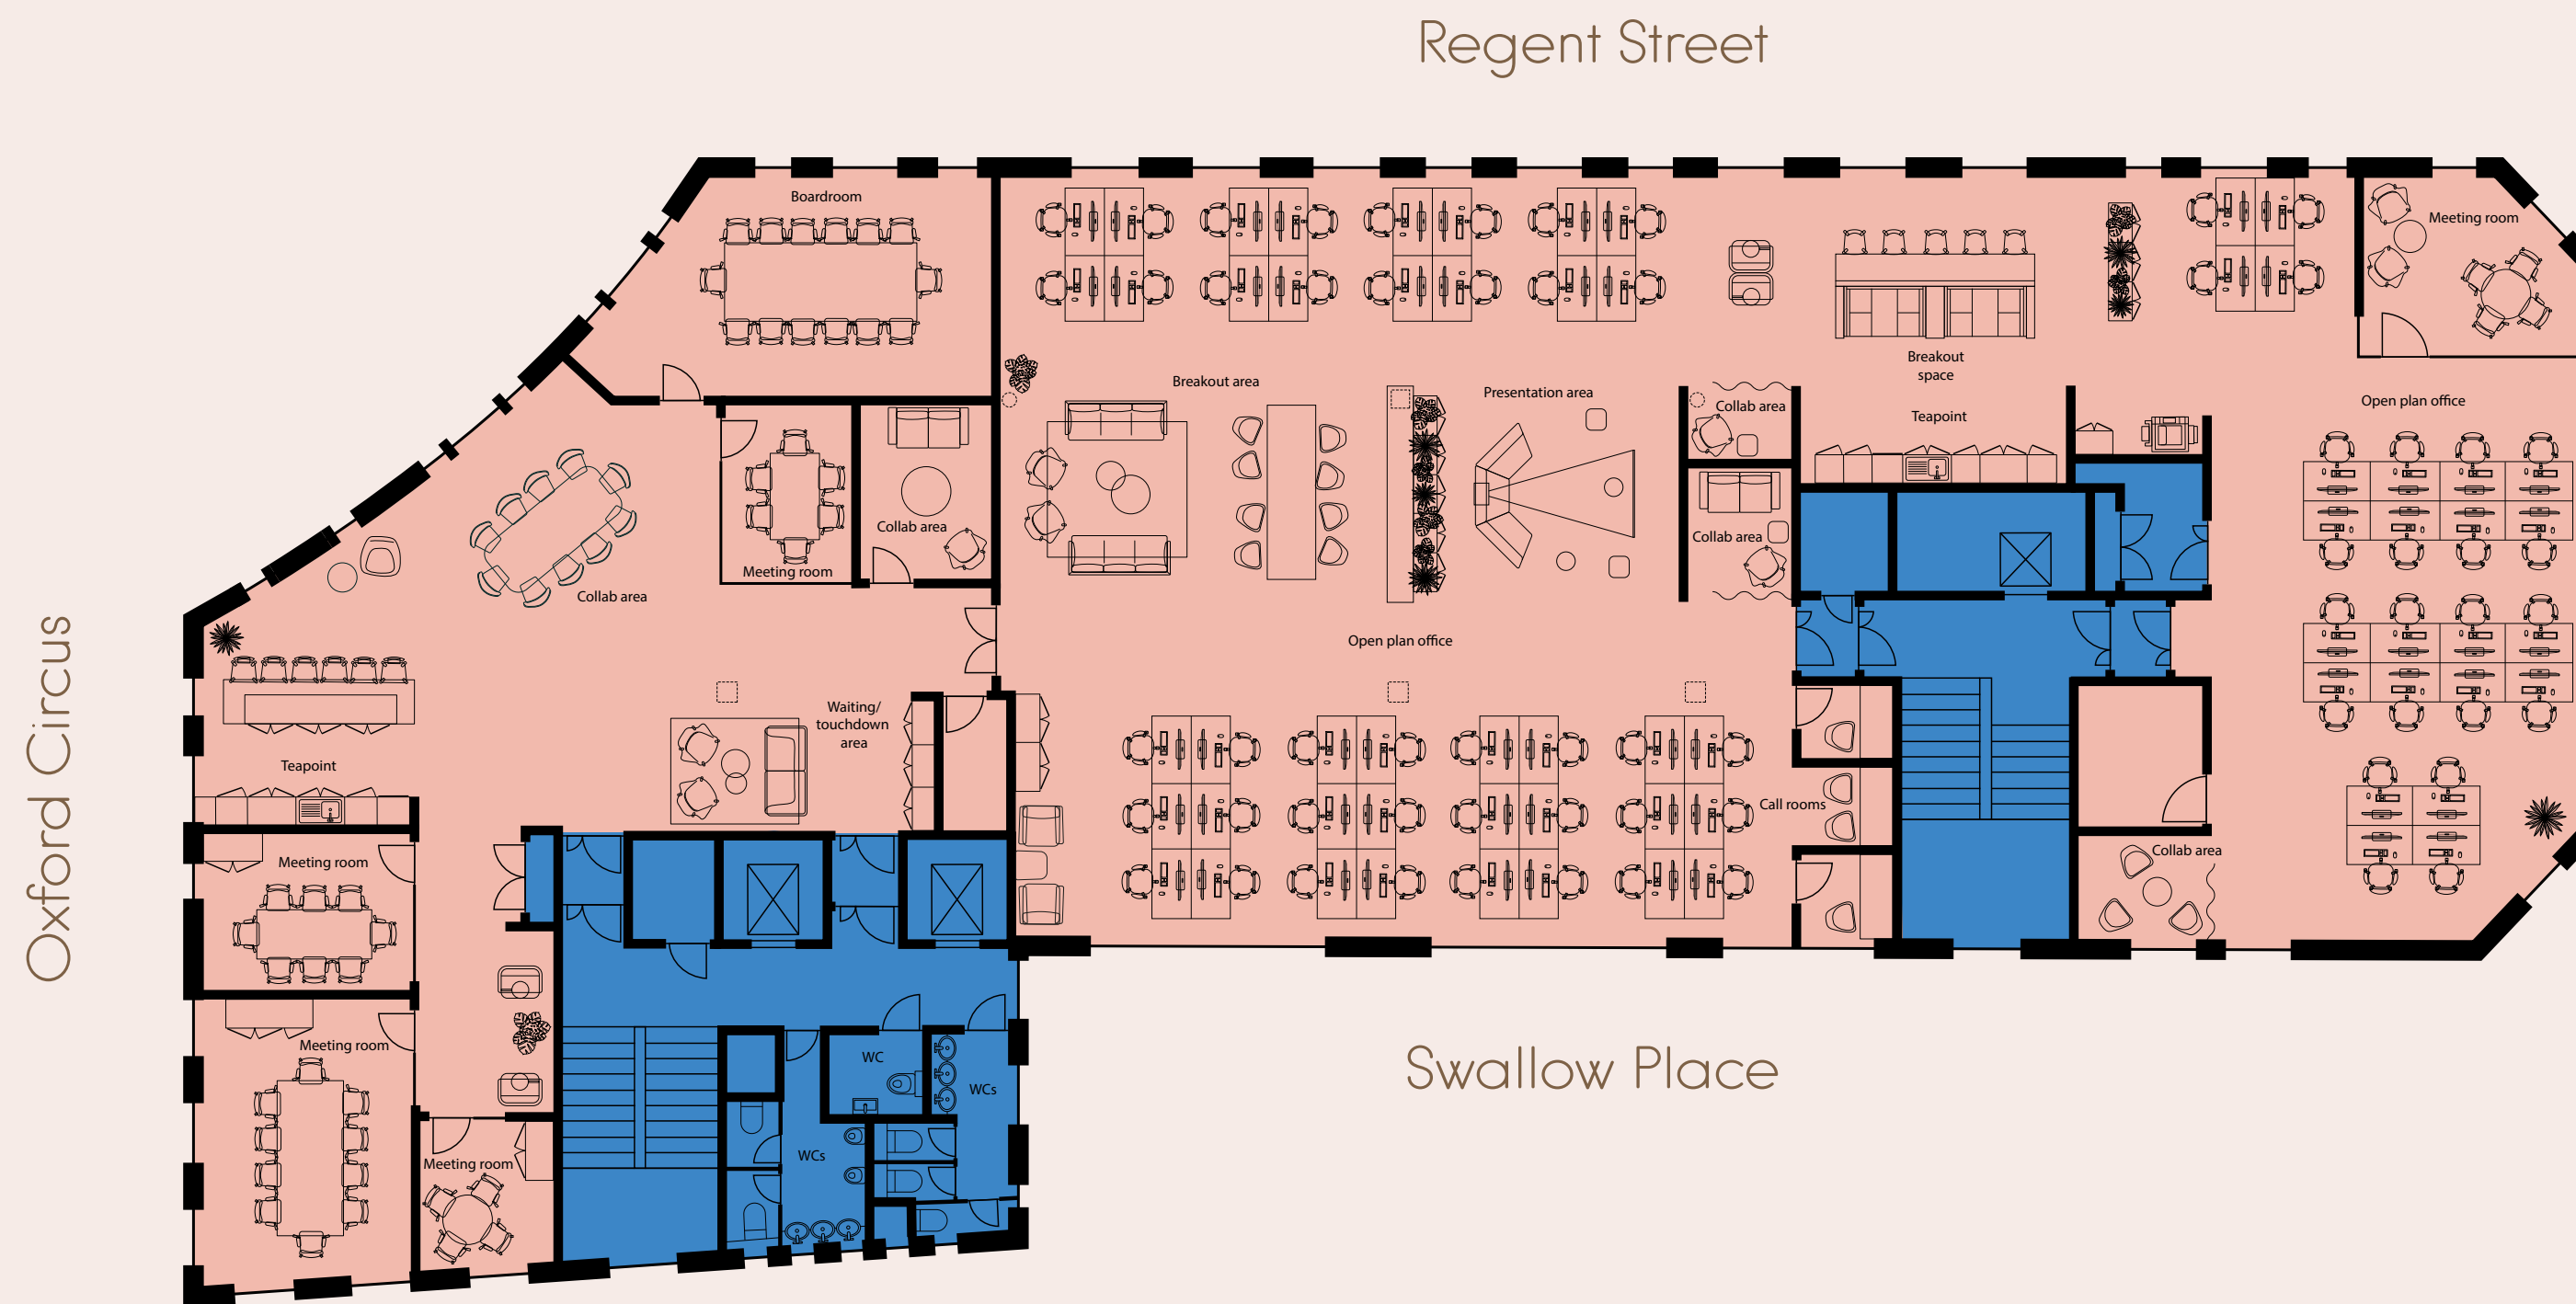 Regent Street
Boardroom
Meeting room
Breakout area
Presentation area
Breakout
space
Collab area
Teapoint
Open plan office
Collab area
Collab area
Meeting room
Collab area
Open plan office
Waiting/
touchdown
area
Teapoint
Call rooms
Meeting room
Collab area
Oxford Circus
Meeting room
WC
WCs
WCs
Meeting room
Swallow Place